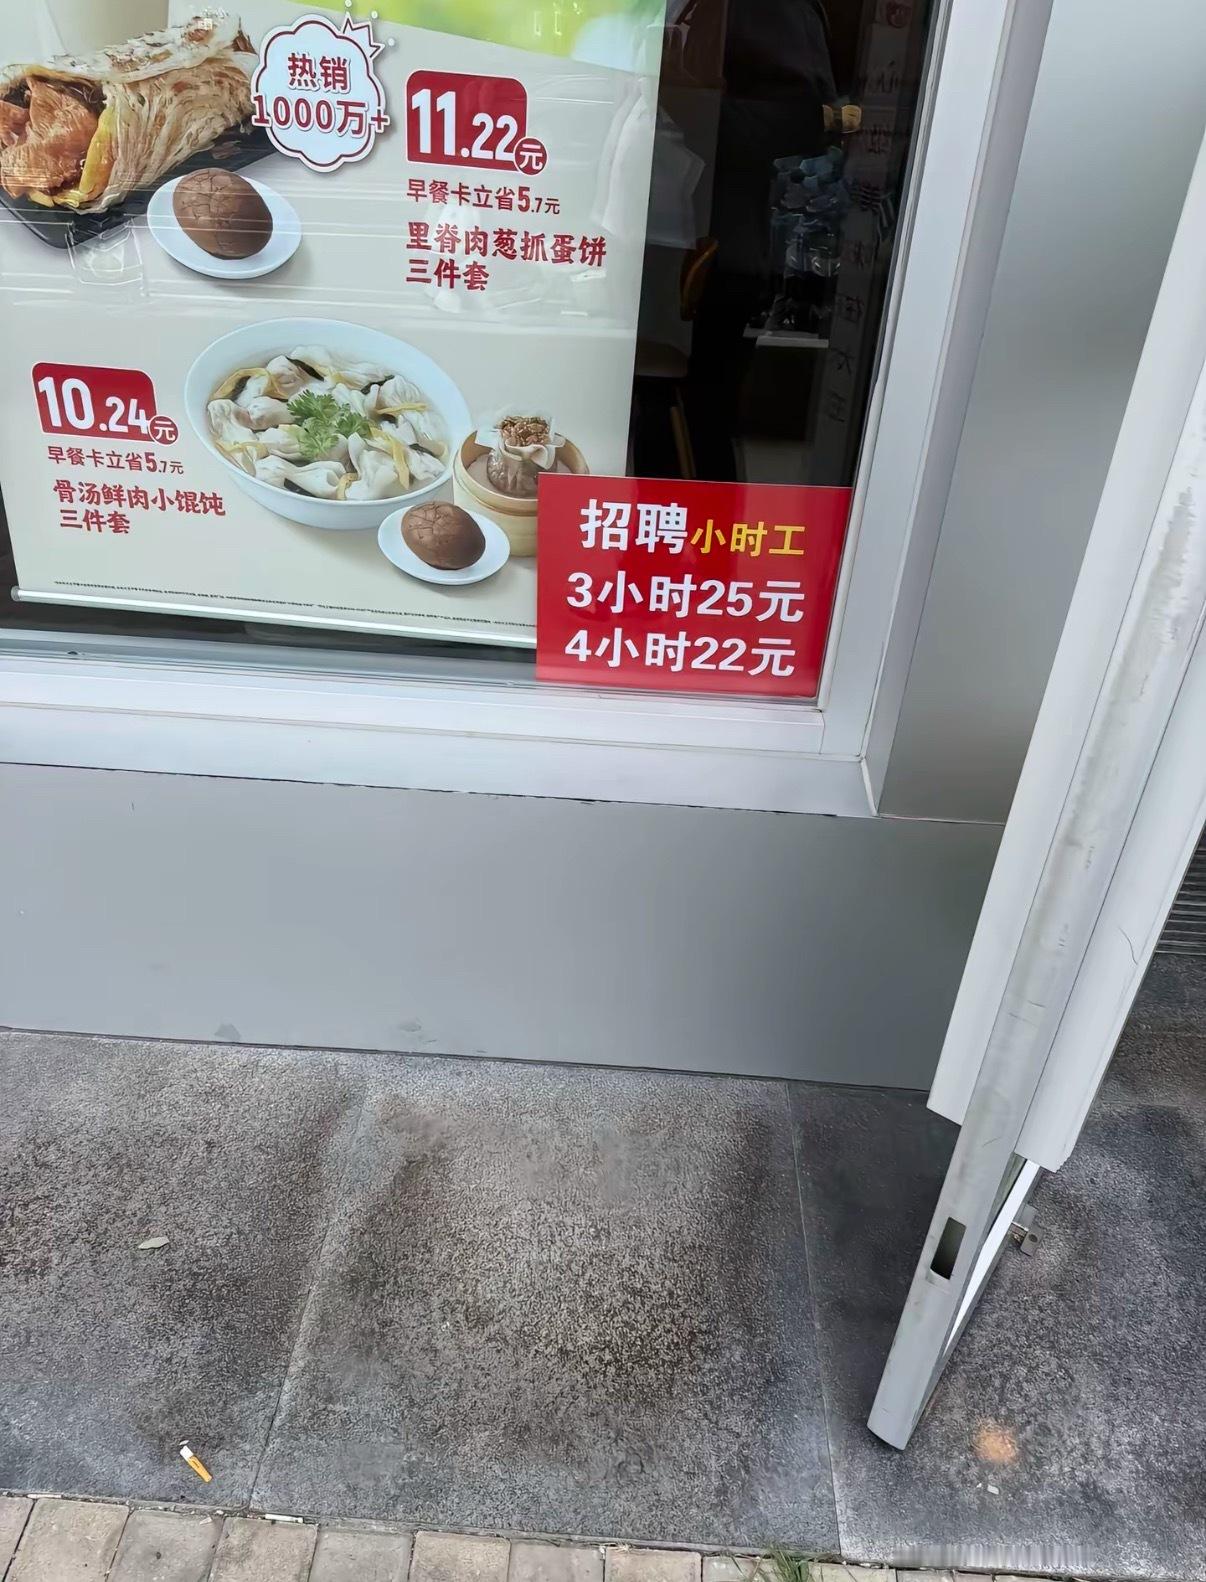 热销
1000万+
11.22元
早餐卡立省5.7元
里脊肉葱抓蛋饼
三件套
10.24元
早餐卡立省5.7元
骨汤鲜肉小馄饨
三件套
招聘小时工
3小时25元
4小时22元